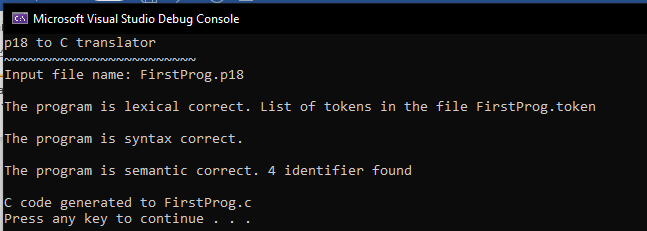 Microsoft Visual Studio Debug Console
p18 to C translator
~~~~~~~~~~~~~~~~~~~~~~~~
Input file name: FirstProg.p18
The program is lexical correct. List of tokens in the file FirstProg.token
The program is syntax correct.
The program is semantic correct. 4 identifier found
C code generated to FirstProg.c
Press any key to continue . . .